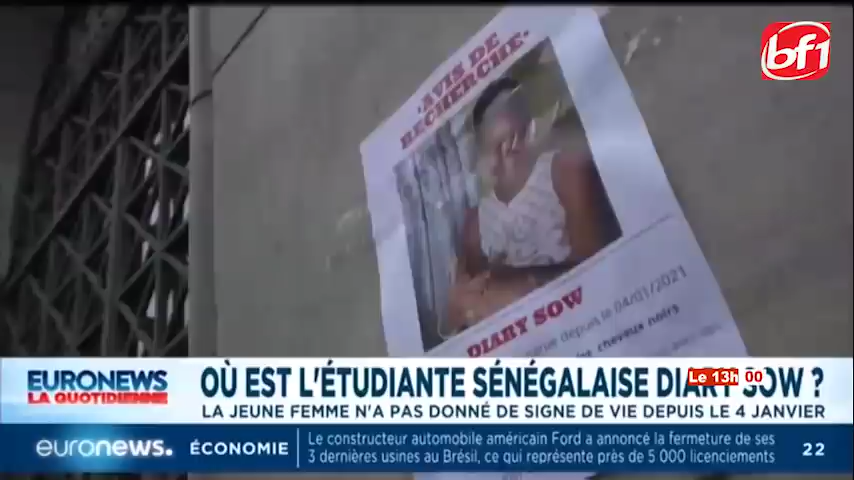 bf1
·AVIS DE
RECHERCHE·
DIARY SOW
depuis le 04/01/2021
cheveux noirs
EURONEWS
LA QUOTIDIENNE
OÙ EST L'ÉTUDIANTE SÉNÉGALAISE DIARY SOW ?
Le 13h 00
LA JEUNE FEMME N'A PAS DONNÉ DE SIGNE DE VIE DEPUIS LE 4 JANVIER
euronews.
ÉCONOMIE
Le constructeur automobile américain Ford a annoncé la fermeture de ses
3 dernières usines au Brésil, ce qui représente près de 5 000 licenciements
22